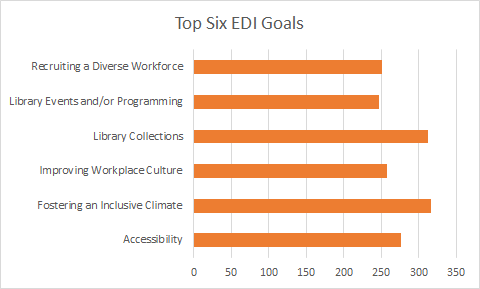 Top Six EDI Goals
Recruiting a Diverse Workforce
Library Events and/or Programming
Library Collections
Improving Workplace Culture
Fostering an Inclusive Climate
Accessibility
0 50 100 150 200 250 300 350